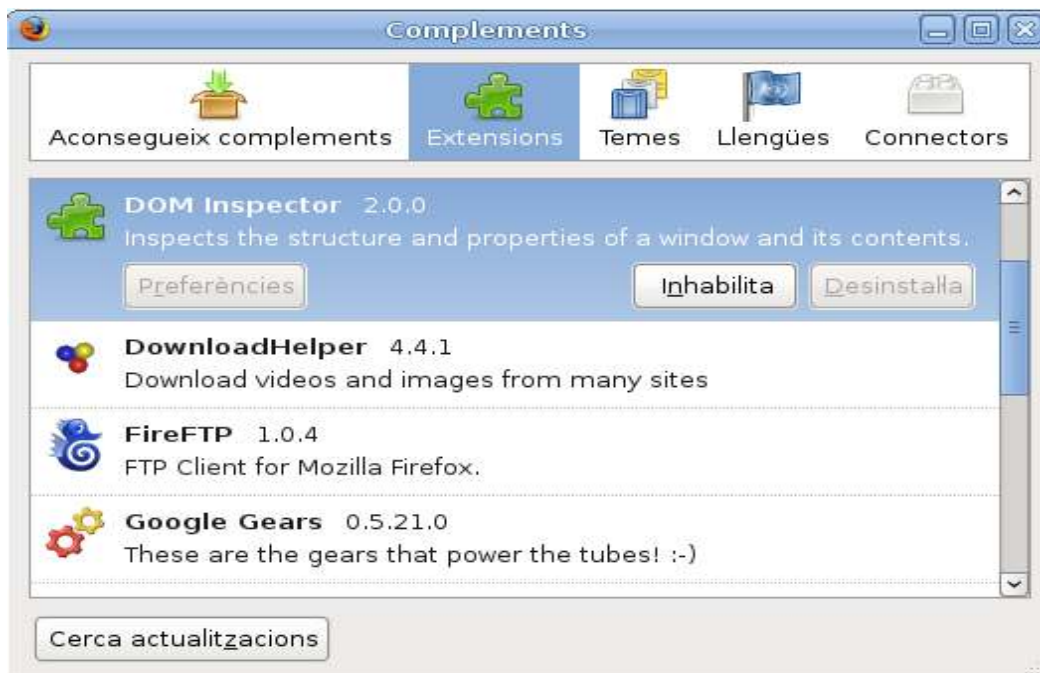 Complements
Aconsegueix complements
Extensions
Temes
Llengües
Connectors
DOM Inspector 2.0.0
Inspects the structure and properties of a window and its contents.
Preferències
Inhabilita
Desinstaŀla
DownloadHelper 4.4.1
Download videos and images from many sites
FireFTP 1.0.4
FTP Client for Mozilla Firefox.
Google Gears 0.5.21.0
These are the gears that power the tubes! :-)
Cerca actualitzacions